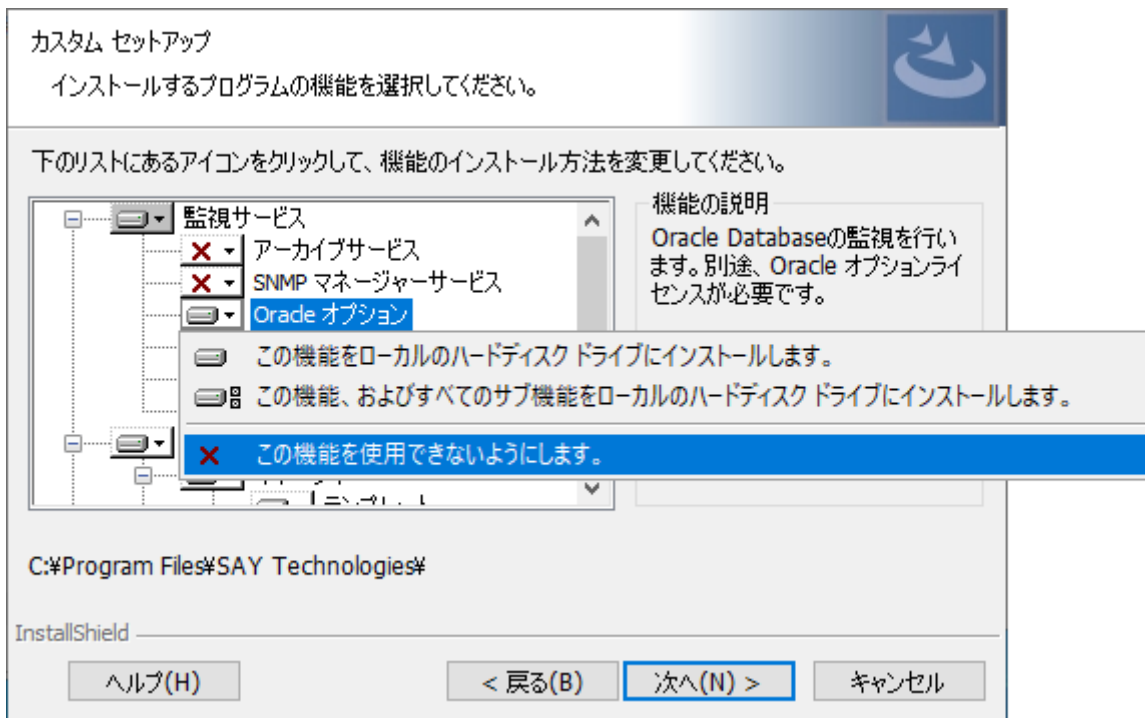 カスタム セットアップ
インストールするプログラムの機能を選択してください。
下のリストにあるアイコンをクリックして、機能のインストール方法を変更してください。
監視サービス
アーカイブサービス
SNMP マネージャーサービス
Oracle オプション
機能の説明
Oracle Databaseの監視を行い
ます。別途、Oracle オプションライ
センスが必要です。
この機能をローカルのハードディスク ドライブにインストールします。
この機能、およびすべてのサブ機能をローカルのハードディスク ドライブにインストールします。
この機能を使用できないようにします。
C:¥Program Files¥SAY Technologies¥
InstallShield
ヘルプ(H)
< 戻る(B)
次へ(N) >
キャンセル